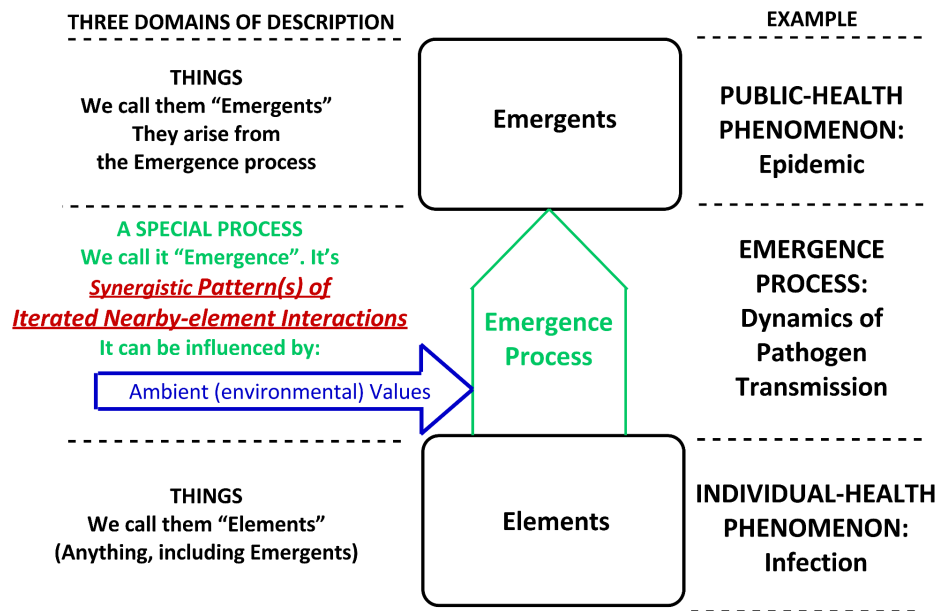 THREE DOMAINS OF DESCRIPTION
EXAMPLE
THINGS
We call them “Emergents”
They arise from
the Emergence process
Emergents
PUBLIC-HEALTH
PHENOMENON:
Epidemic
A SPECIAL PROCESS
We call it “Emergence”. It’s
Synergistic Pattern(s) of
Iterated Nearby-element Interactions
It can be influenced by:
Ambient (environmental) Values
Emergence
Process
EMERGENCE
PROCESS:
Dynamics of
Pathogen
Transmission
THINGS
We call them “Elements”
(Anything, including Emergents)
Elements
INDIVIDUAL-HEALTH
PHENOMENON:
Infection